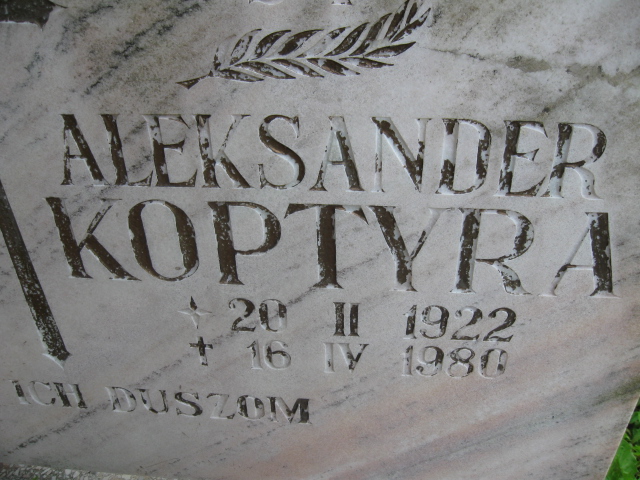 ALEKSANDER
KOPTYRA
20 II 1922
† 16 IV 1980
ICH DUSZOM